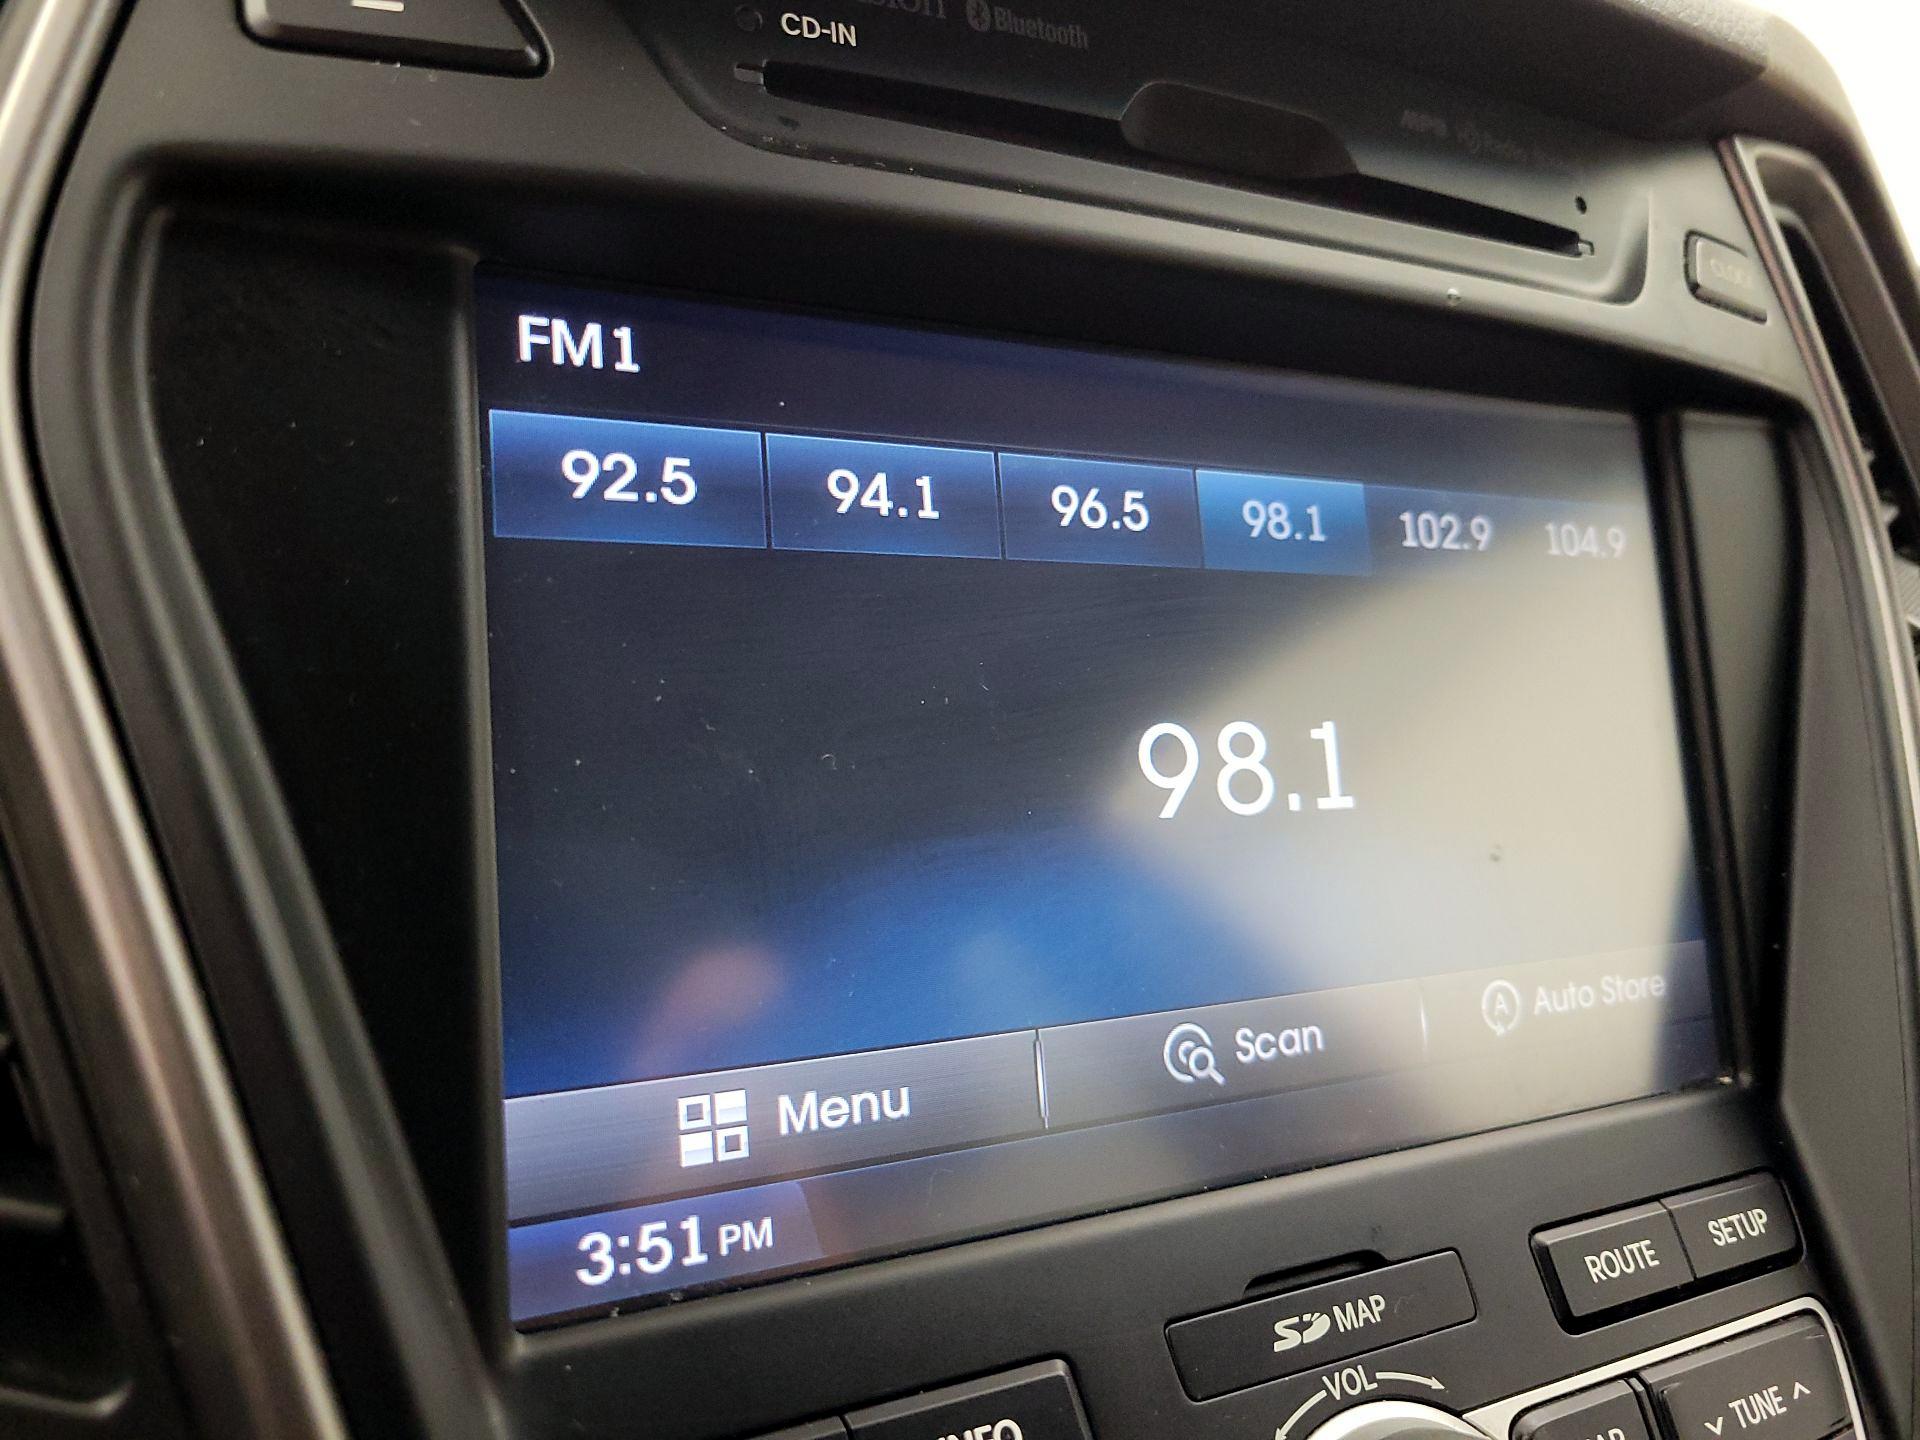 CD-IN
Bluetooth
CLOCK
FM1
92.5 94.1 96.5 98.1 102.9 104.9
98.1
Menu Scan A Auto Store
3:51 PM
ROUTE SETUP
SD MAP
VOL
TUNE